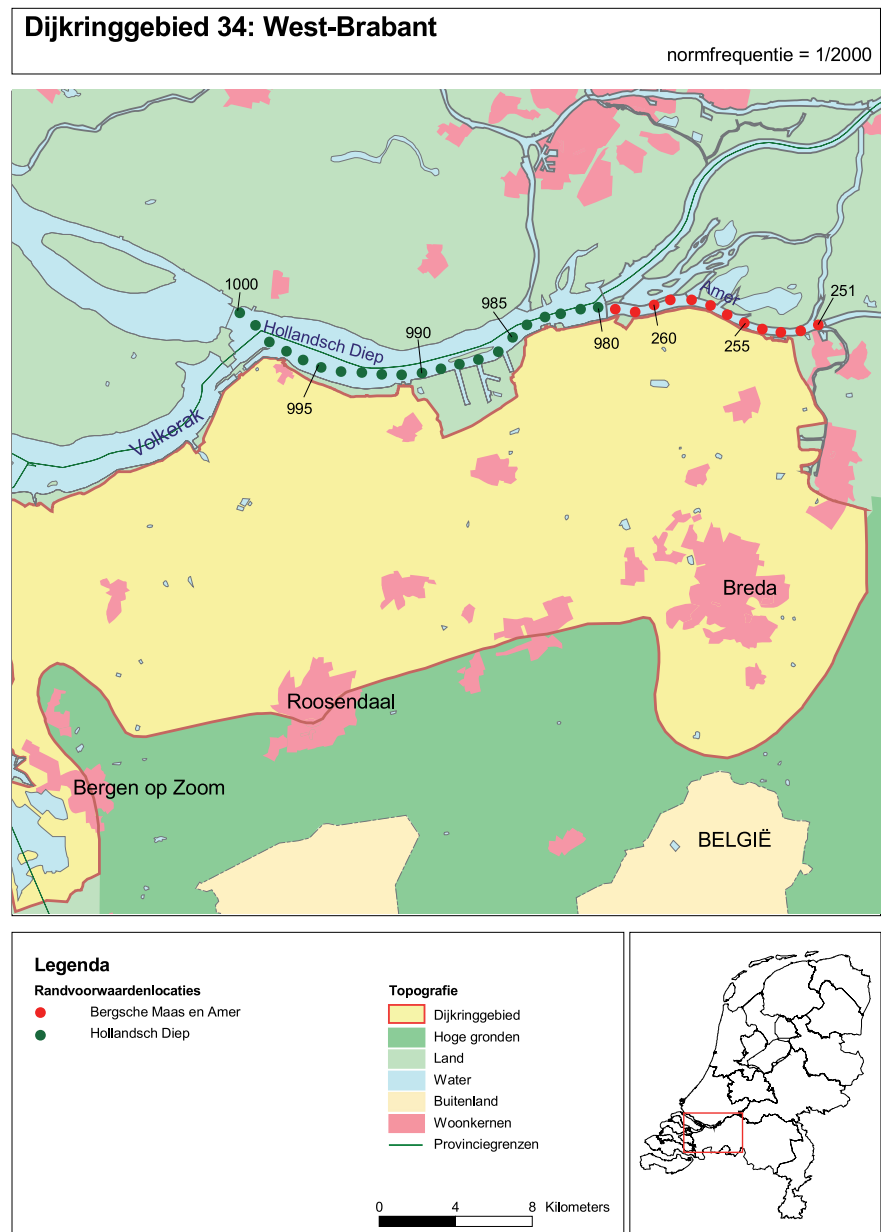 Dijkringgebied 34: West-Brabant
normfrequentie = 1/2000
1000
Hollandsch Diep
985
990
995
980
Amer
251
260
255
Volkerak
Breda
Roosendaal
Bergen op Zoom
BELGIË
Legenda
Randvoorwaardenlocaties
Bergsche Maas en Amer
Hollandsch Diep
Topografie
Dijkringgebied
Hoge gronden
Land
Water
Buitenland
Woonkernen
Provinciegrenzen
0 4 8 Kilometers